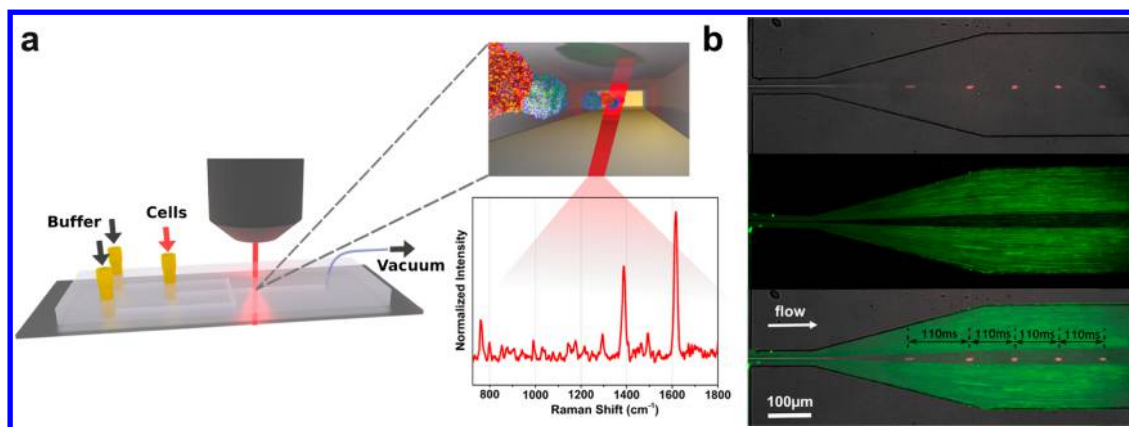 a
Buffer
Cells
Vacuum
Normalized Intensity
800 1000 1200 1400 1600 1800
Raman Shift (cm⁻¹)
b
flow
110ms 110ms 110ms 110ms
100µm